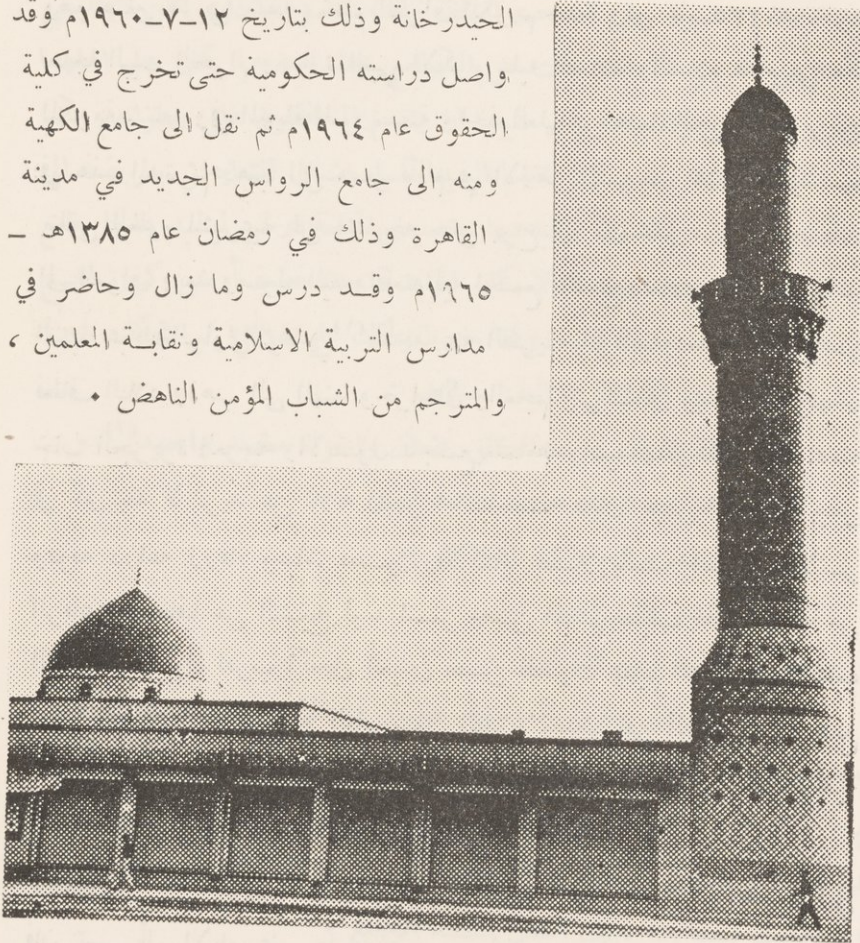 الحيدرخانة وذلك بتاريخ ١٢-٧-١٩٦٠م وقد
واصل دراسته الحكومية حتى تخرج في كلية
الحقوق عام ١٩٦٤م ثم نقل الى جامع الكهية
ومنه الى جامع الرواس الجديد في مدينة
القاهرة وذلك في رمضان عام ١٣٨٥هـ -
١٩٦٥م وقد درس وما زال وحاضر في
مدارس التربية الاسلامية ونقابة المعلمين ،
والمترجم من الشباب المؤمن الناهض .